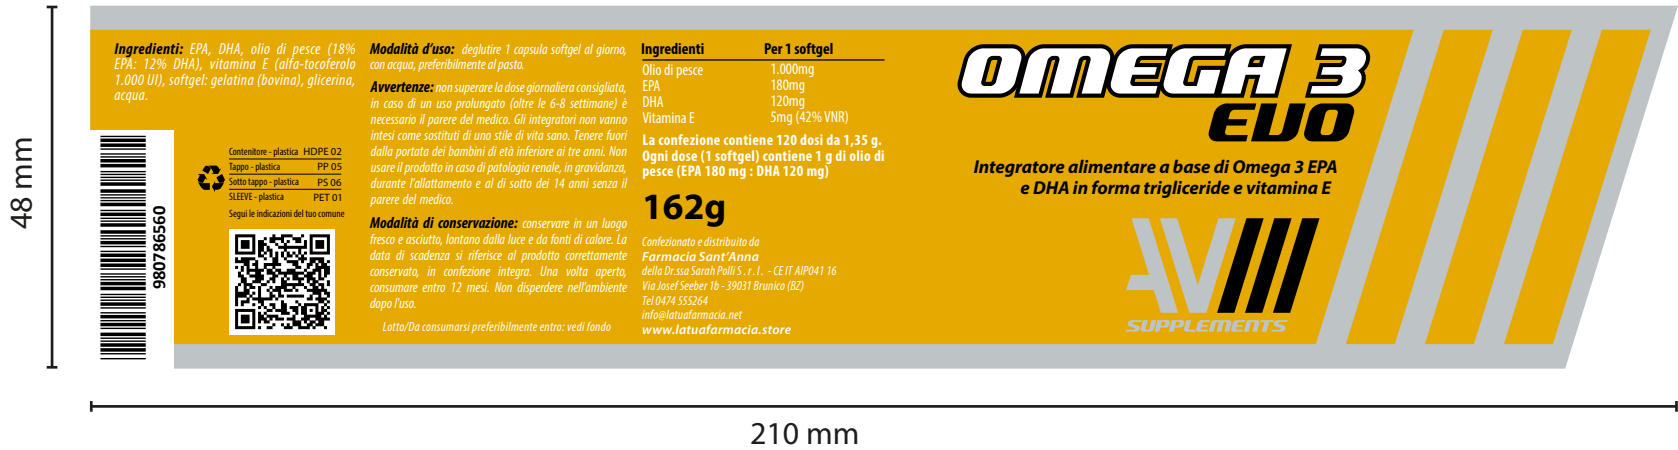 48 mm
Ingredienti: EPA, DHA, olio di pesce (18%
EPA: 12% DHA), vitamina E (alfa-tocoferolo
1.000 UI), softgel: gelatina (bovina), glicerina,
acqua.
980786560
Contenitore - plastica HDPE 02
Tappo - plastica PP 05
Sotto tappo - plastica PS 06
SLEEVE - plastica PET 01
Segui le indicazioni del tuo comune
Modalità d'uso: deglutire 1 capsula softgel al giorno,
con acqua, preferibilmente al pasto.
Avvertenze: non superare la dose giornaliera consigliata,
in caso di un uso prolungato (oltre le 6-8 settimane) è
necessario il parere del medico. Gli integratori non vanno
intesi come sostituti di uno stile di vita sano. Tenere fuori
dalla portata dei bambini di età inferiore ai tre anni. Non
usare il prodotto in caso di patologia renale, in gravidanza,
durante l'allattamento e al di sotto dei 14 anni senza il
parere del medico.
Modalità di conservazione: conservare in un luogo
fresco e asciutto, lontano dalla luce e da fonti di calore. La
data di scadenza si riferisce al prodotto correttamente
conservato, in confezione integra. Una volta aperto,
consumare entro 12 mesi. Non disperdere nell'ambiente
dopo l'uso.
Lotto/Da consumarsi preferibilmente entro: vedi fondo
Ingredienti Per 1 softgel
Olio di pesce 1.000mg
EPA 180mg
DHA 120mg
Vitamina E 5mg (42% VNR)
La confezione contiene 120 dosi da 1,35 g.
Ogni dose (1 softgel) contiene 1 g di olio di
pesce (EPA 180 mg : DHA 120 mg)
162g
Confezionato e distribuito da
Farmacia Sant'Anna
della Dr.ssa Sarah Polli S.r.l. - CE IT AIP041 16
Via Josef Seeber 1b - 39031 Brunico (BZ)
Tel 0474 555264
info@latuafarmacia.net
www.latuafarmacia.store
OMEGA 3
EVO
Integratore alimentare a base di Omega 3 EPA
e DHA in forma trigliceride e vitamina E
AVIII
SUPPLEMENTS
210 mm